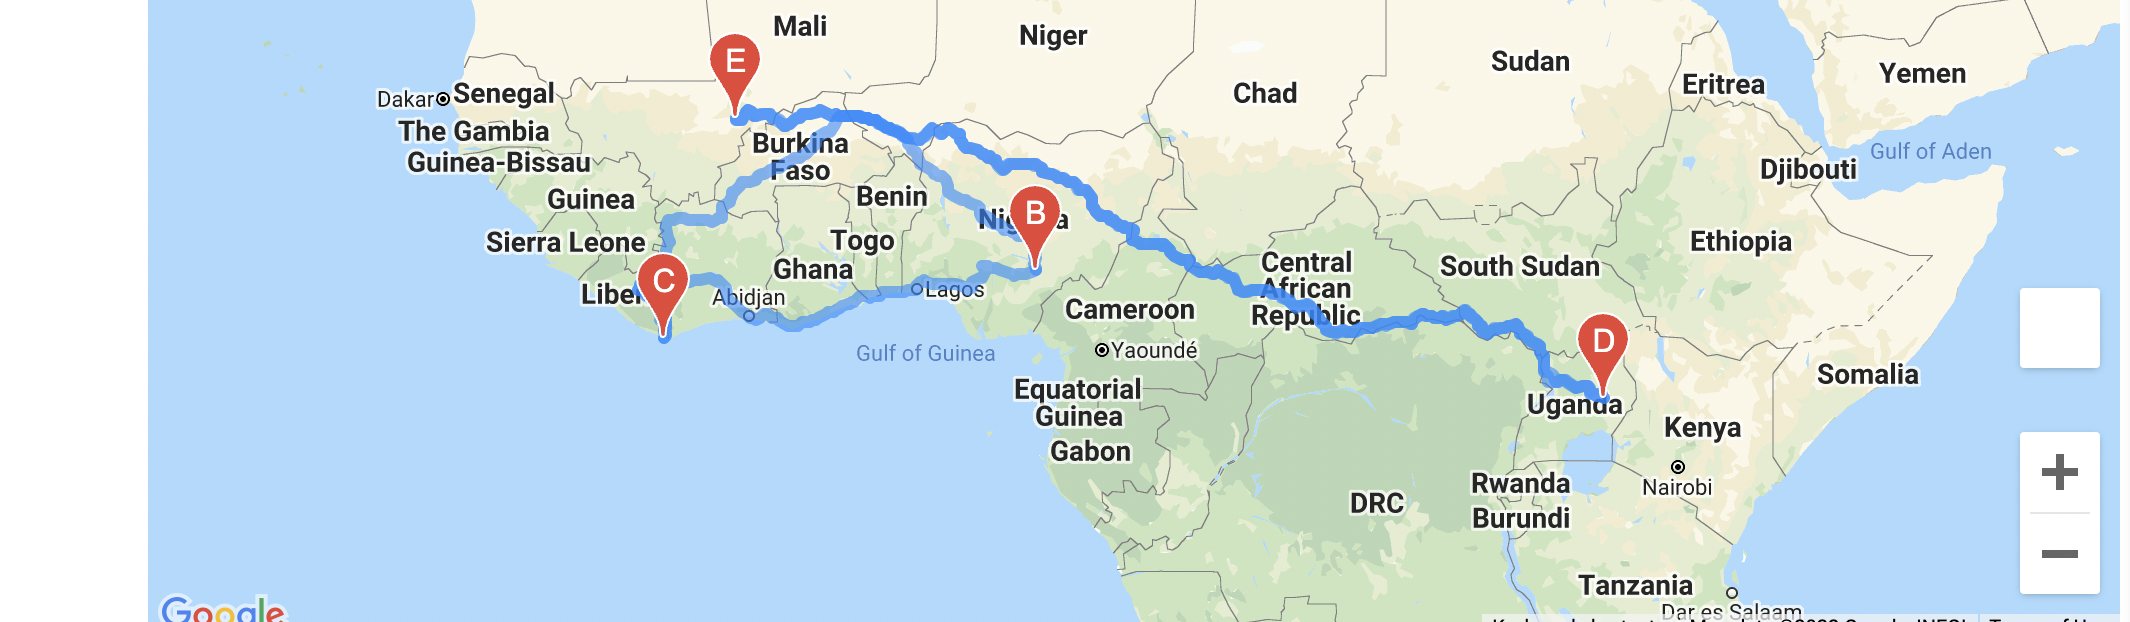 Mali
Niger
Sudan
Chad
Eritrea
Yemen
E
Dakar
Senegal
The Gambia
Guinea-Bissau
Burkina
Faso
Gulf of Aden
Djibouti
Guinea
Benin
B
Sierra Leone
Togo
Ghana
Ethiopia
Central
African
Republic
South Sudan
C
Abidjan
Lagos
Cameroon
D
Gulf of Guinea
Yaoundé
Equatorial
Guinea
Gabon
Uganda
Kenya
Somalia
Nairobi
Rwanda
Burundi
DRC
Tanzania
Dar es Salaam
Google